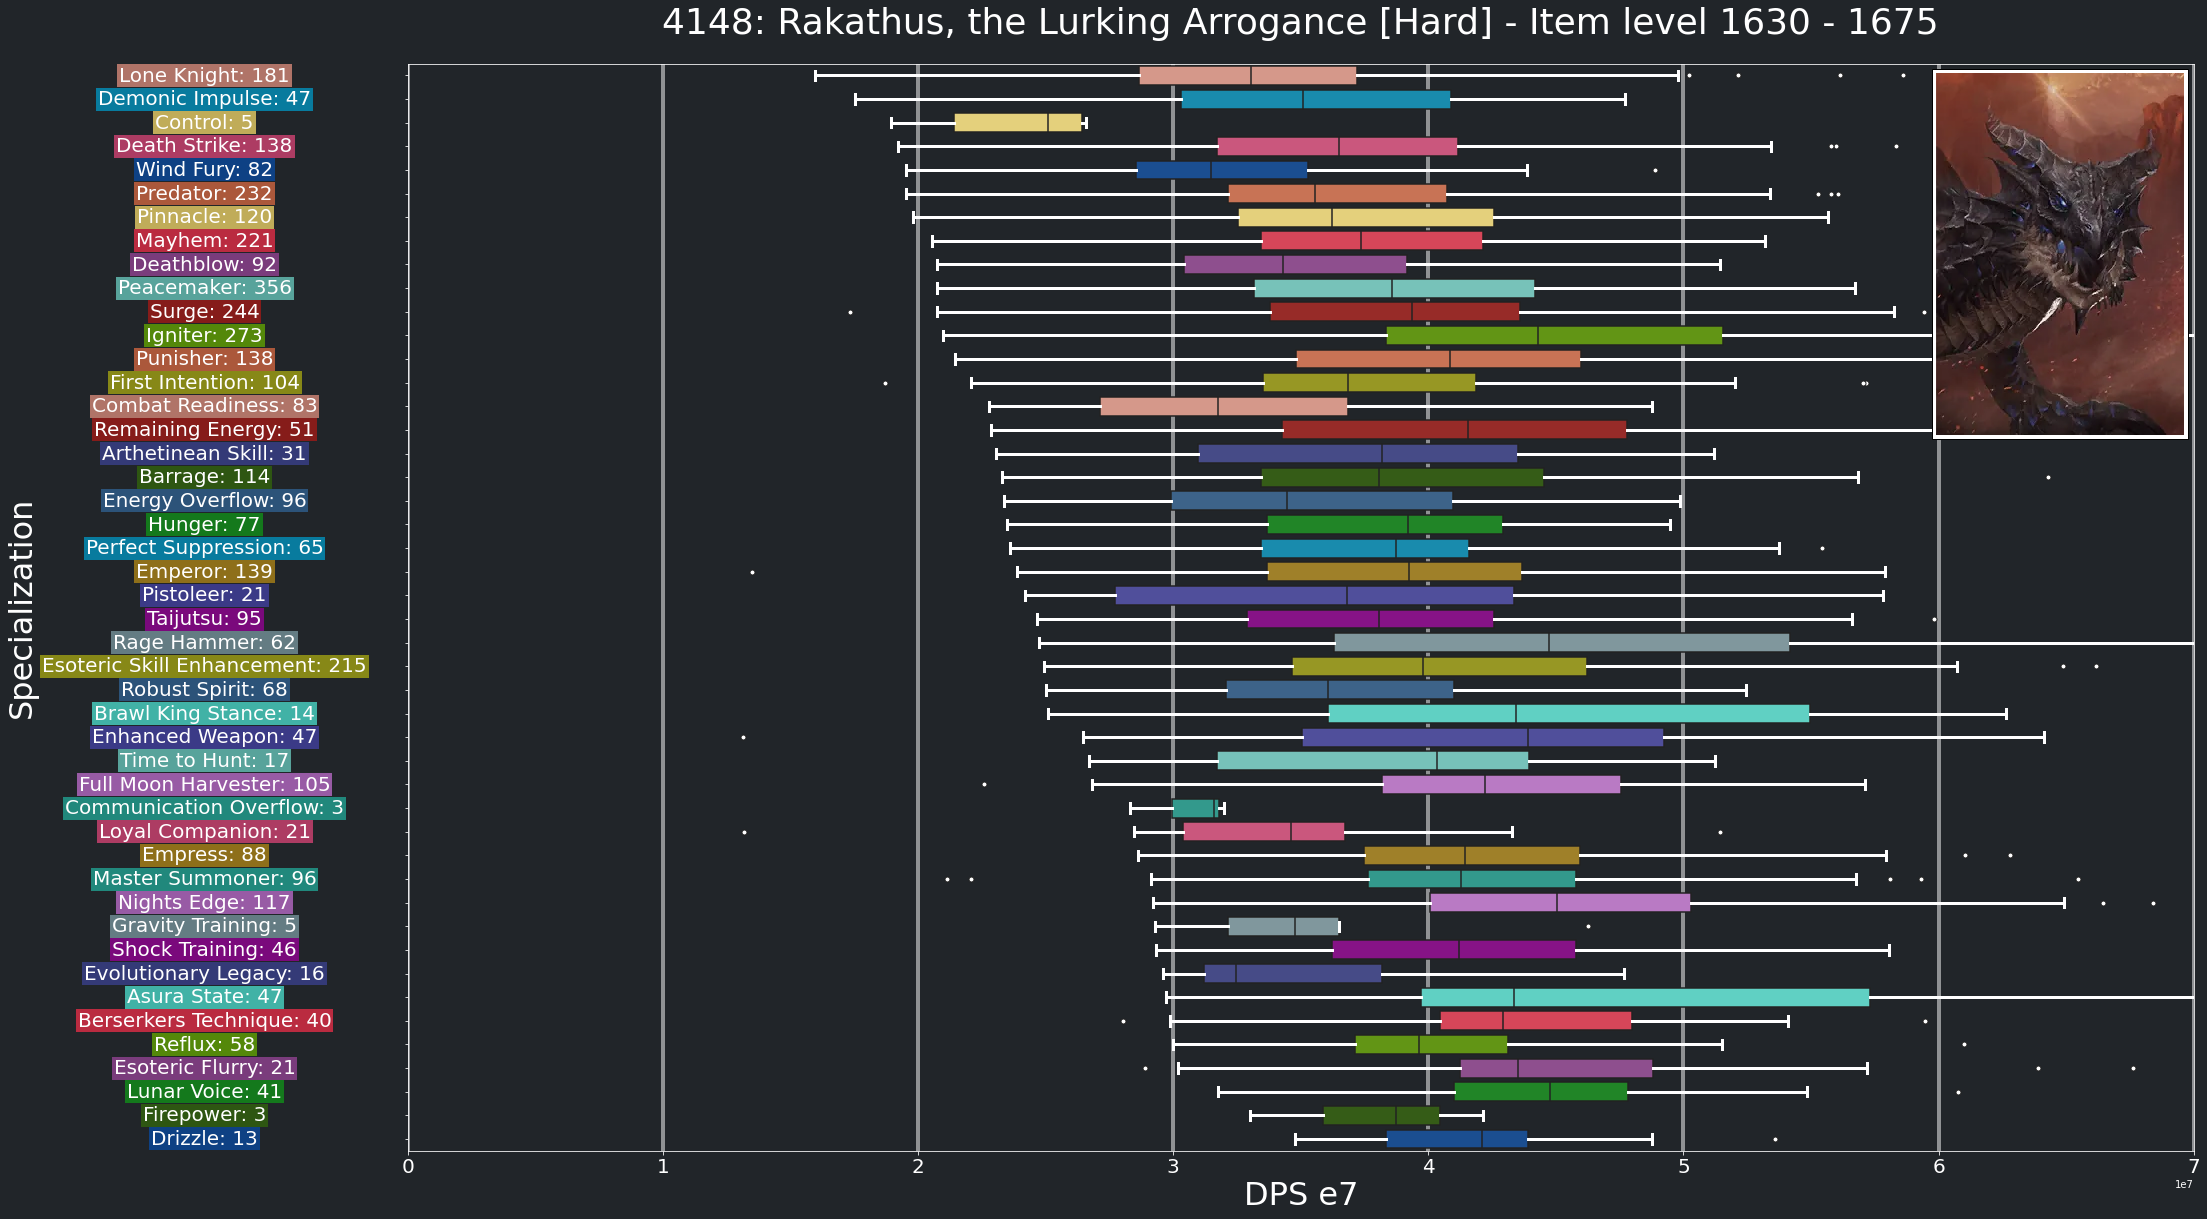 4148: Rakathus, the Lurking Arrogance [Hard] - Item level 1630 - 1675
Lone Knight: 181
Demonic Impulse: 47
Control: 5
Death Strike: 138
Wind Fury: 82
Predator: 232
Pinnacle: 120
Mayhem: 221
Deathblow: 92
Peacemaker: 356
Surge: 244
Igniter: 273
Punisher: 138
First Intention: 104
Combat Readiness: 83
Remaining Energy: 51
Arthetinean Skill: 31
Barrage: 114
Energy Overflow: 96
Hunger: 77
Perfect Suppression: 65
Emperor: 139
Pistoleer: 21
Taijutsu: 95
Rage Hammer: 62
Esoteric Skill Enhancement: 215
Robust Spirit: 68
Brawl King Stance: 14
Enhanced Weapon: 47
Time to Hunt: 17
Full Moon Harvester: 105
Communication Overflow: 3
Loyal Companion: 21
Empress: 88
Master Summoner: 96
Nights Edge: 117
Gravity Training: 5
Shock Training: 46
Evolutionary Legacy: 16
Asura State: 47
Berserkers Technique: 40
Reflux: 58
Esoteric Flurry: 21
Lunar Voice: 41
Firepower: 3
Drizzle: 13
Specialization
0 1 2 3 4 5 6 7
1e7
DPS e7